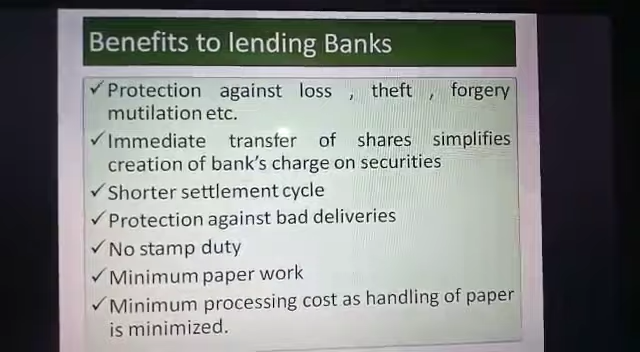 Benefits to lending Banks
✓Protection against loss , theft , forgery
mutilation etc.
✓Immediate transfer of shares simplifies
creation of bank's charge on securities
✓Shorter settlement cycle
✓Protection against bad deliveries
✓No stamp duty
✓Minimum paper work
✓Minimum processing cost as handling of paper
is minimized.